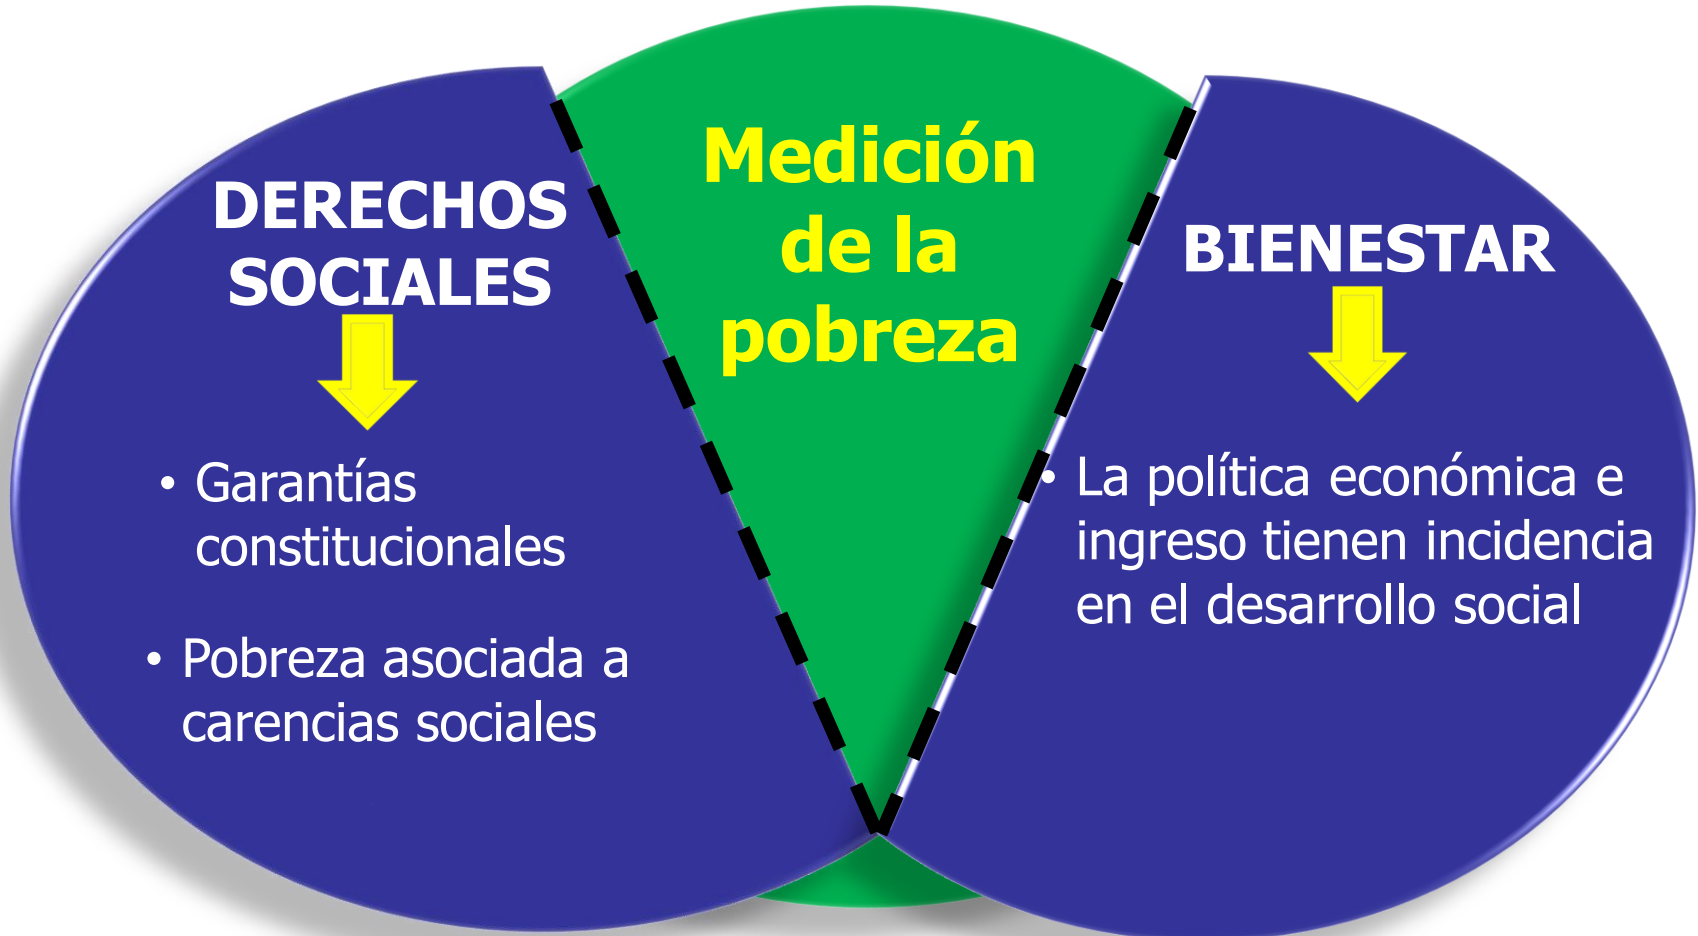 Medición
de la
pobreza
DERECHOS
SOCIALES
• Garantías
constitucionales
• Pobreza asociada a
carencias sociales
BIENESTAR
• La política económica e
ingreso tienen incidencia
en el desarrollo social